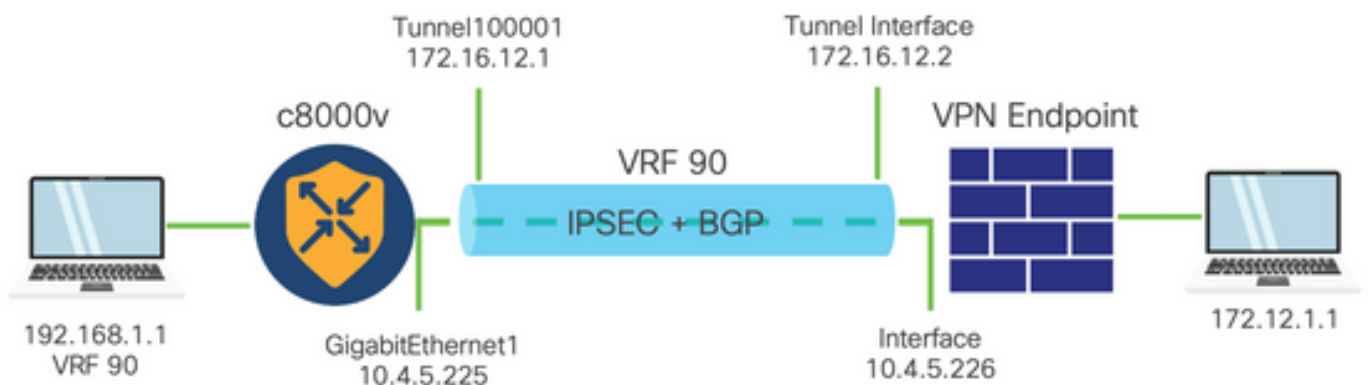 Tunnel100001
172.16.12.1
Tunnel Interface
172.16.12.2
c8000v
VPN Endpoint
VRF 90
IPSEC + BGP
192.168.1.1
VRF 90
GigabitEthernet1
10.4.5.225
Interface
10.4.5.226
172.12.1.1